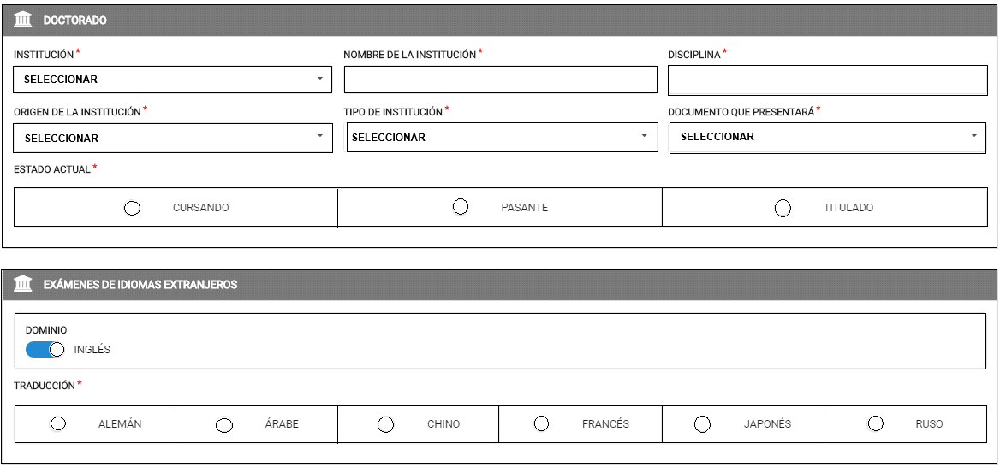 DOCTORADO
INSTITUCIÓN * NOMBRE DE LA INSTITUCIÓN * DISCIPLINA *
SELECCIONAR
ORIGEN DE LA INSTITUCIÓN * TIPO DE INSTITUCIÓN * DOCUMENTO QUE PRESENTARÁ *
SELECCIONAR SELECCIONAR SELECCIONAR
ESTADO ACTUAL *
CURSANDO PASANTE TITULADO
EXÁMENES DE IDIOMAS EXTRANJEROS
DOMINIO
INGLÉS
TRADUCCIÓN *
ALEMÁN ÁRABE CHINO FRANCÉS JAPONÉS RUSO